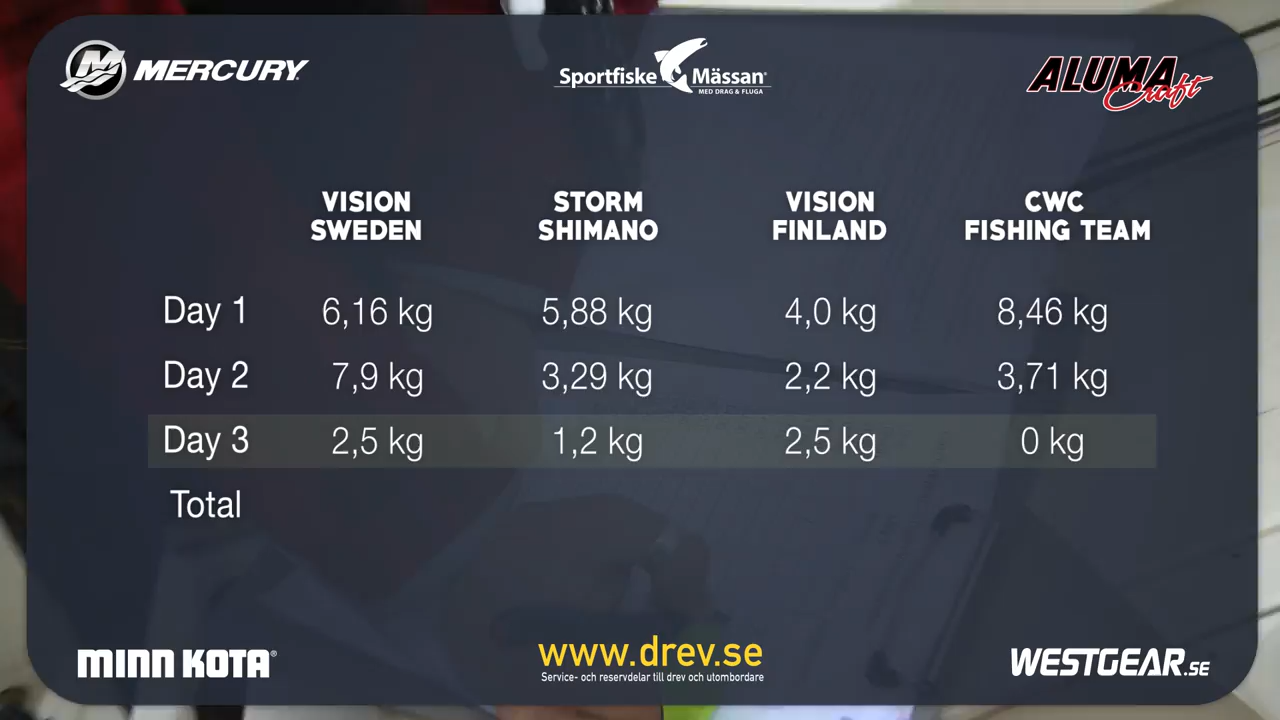 MERCURY
Sportfiske Mässan
MED DRAG & FLUGA
ALUMA Craft
VISION SWEDEN
STORM SHIMANO
VISION FINLAND
CWC FISHING TEAM
Day 1 6,16 kg 5,88 kg 4,0 kg 8,46 kg
Day 2 7,9 kg 3,29 kg 2,2 kg 3,71 kg
Day 3 2,5 kg 1,2 kg 2,5 kg 0 kg
Total
MINN KOTA®
www.drev.se
Service- och reservdelar till drev och utombordare
WESTGEAR.SE